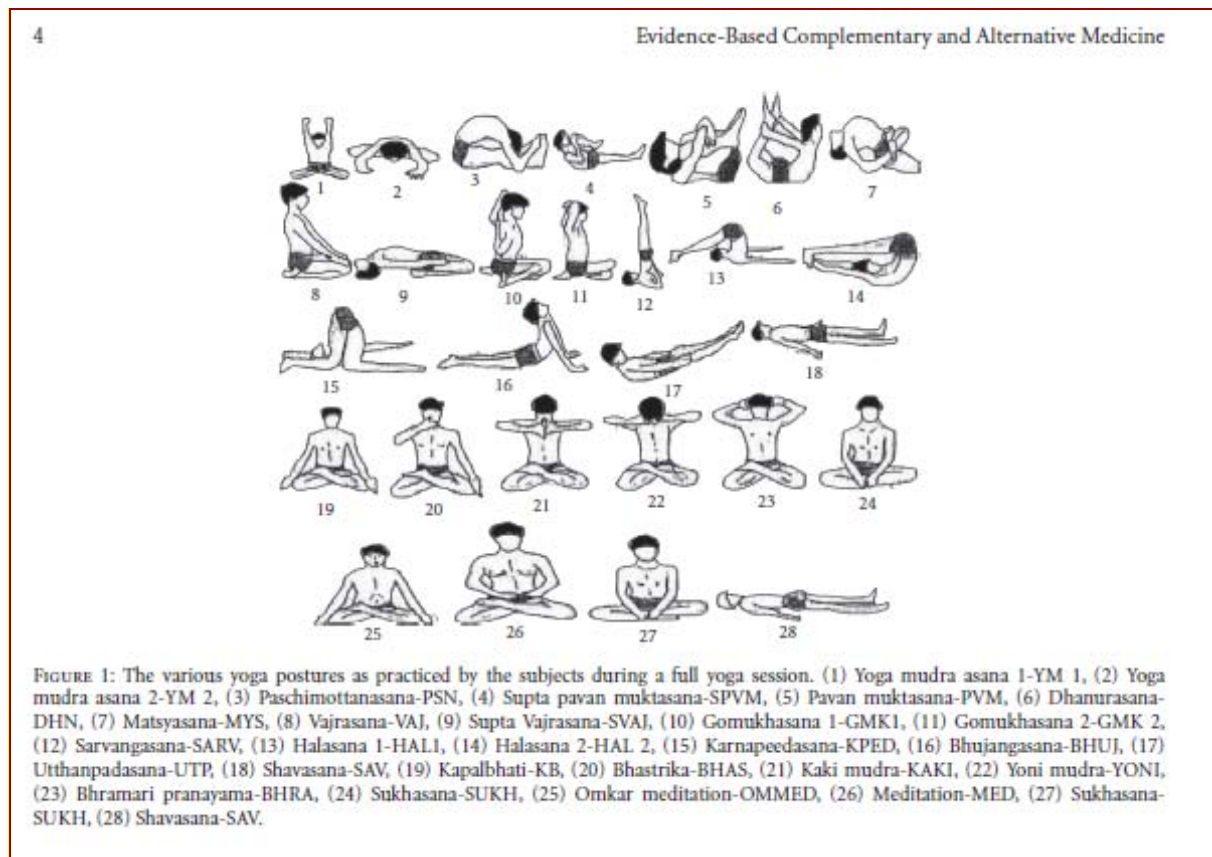 4 Evidence-Based Complementary and Alternative Medicine
1 2 3 4 5 6 7
8 9 10 11 12 13 14
15 16 17 18
19 20 21 22 23 24
25 26 27 28
FIGURE 1: The various yoga postures as practiced by the subjects during a full yoga session. (1) Yoga mudra asana 1-YM 1, (2) Yoga
mudra asana 2-YM 2, (3) Paschimottanasana-PSN, (4) Supta pavan muktasana-SPVM, (5) Pavan muktasana-PVM, (6) Dhanurasana-
DHN, (7) Matsyasana-MYS, (8) Vajrasana-VAJ, (9) Supta Vajrasana-SVAJ, (10) Gomukhasana 1-GMK1, (11) Gomukhasana 2-GMK 2,
(12) Sarvangasana-SARV, (13) Halasana 1-HAL1, (14) Halasana 2-HAL 2, (15) Karnapeedasana-KPED, (16) Bhujangasana-BHUJ, (17)
Utthanpadasana-UTP, (18) Shavasana-SAV, (19) Kapalbhati-KB, (20) Bhastrika-BHAS, (21) Kaki mudra-KAKI, (22) Yoni mudra-YONI,
(23) Bhramari pranayama-BHRA, (24) Sukhasana-SUKH, (25) Omkar meditation-OMMED, (26) Meditation-MED, (27) Sukhasana-
SUKH, (28) Shavasana-SAV.